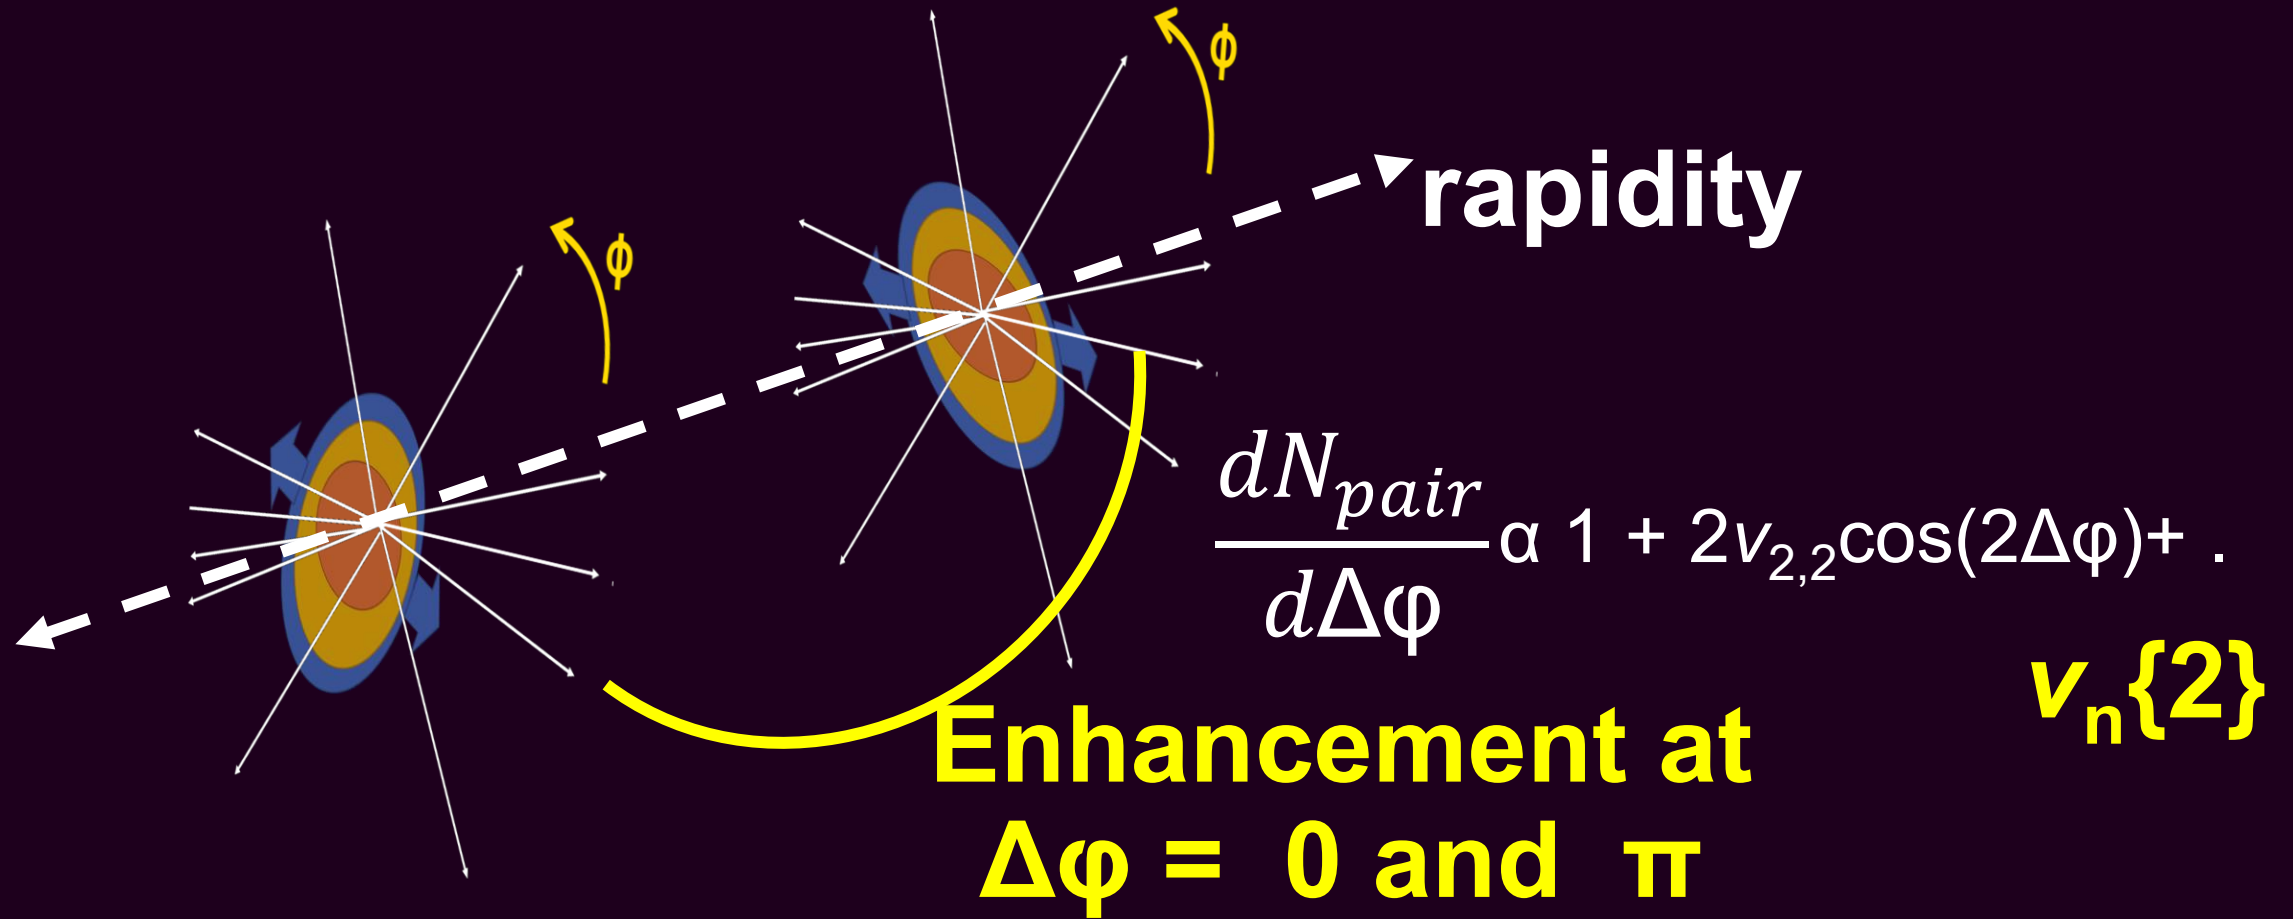 ϕ
ϕ
rapidity
dN_pair / dΔφ α 1 + 2v_2,2cos(2Δφ)+ .
v_n{2}
Enhancement at
Δφ = 0 and π